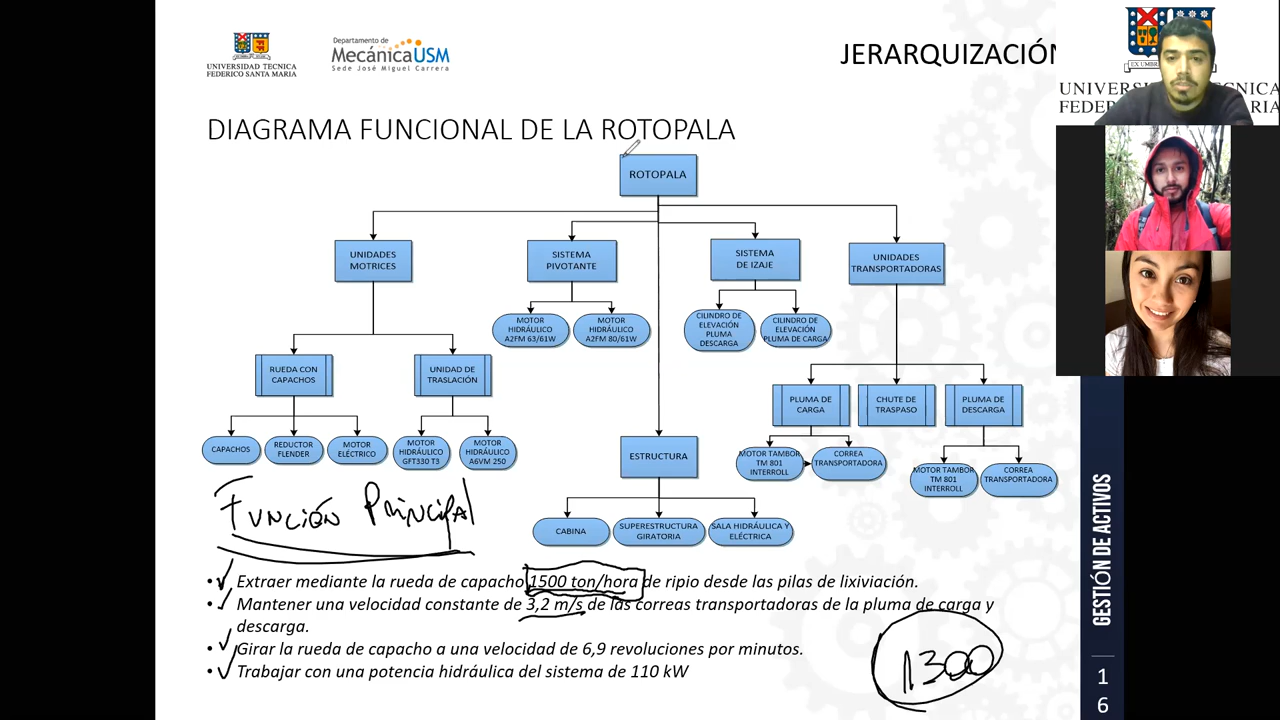 UNIVERSIDAD TECNICA
FEDERICO SANTA MARIA
Departamento de
MecánicaUSM
Sede José Miguel Carrera
JERARQUIZACIÓN
UNIVERSIDAD TECNICA
FEDERICO SANTA MARIA
DIAGRAMA FUNCIONAL DE LA ROTOPALA
ROTOPALA
UNIDADES
MOTRICES
SISTEMA
PIVOTANTE
SISTEMA
DE IZAJE
UNIDADES
TRANSPORTADORAS
MOTOR
HIDRÁULICO
A2FM 63/61W
MOTOR
HIDRÁULICO
A2FM 80/61W
CILINDRO DE
ELEVACIÓN
PLUMA
DESCARGA
CILINDRO DE
ELEVACIÓN
PLUMA DE CARGA
RUEDA CON
CAPACHOS
UNIDAD DE
TRASLACIÓN
PLUMA DE
CARGA
CHUTE DE
TRASPASO
PLUMA DE
DESCARGA
CAPACHOS
REDUCTOR
FLENDER
MOTOR
ELÉCTRICO
MOTOR
HIDRÁULICO
GFT330 T3
MOTOR
HIDRÁULICO
A6VM 250
ESTRUCTURA
MOTOR TAMBOR
TM 801
INTERROLL
CORREA
TRANSPORTADORA
MOTOR TAMBOR
TM 801
INTERROLL
CORREA
TRANSPORTADORA
CABINA
SUPERESTRUCTURA
GIRATORIA
SALA HIDRÁULICA Y
ELÉCTRICA
FUNCIÓN PRINCIPAL
• Extraer mediante la rueda de capacho 1500 ton/hora de ripio desde las pilas de lixiviación.
• Mantener una velocidad constante de 3,2 m/s de las correas transportadoras de la pluma de carga y
descarga.
• Girar la rueda de capacho a una velocidad de 6,9 revoluciones por minutos.
• Trabajar con una potencia hidráulica del sistema de 110 kW
1300
GESTIÓN DE ACTIVOS
1
6